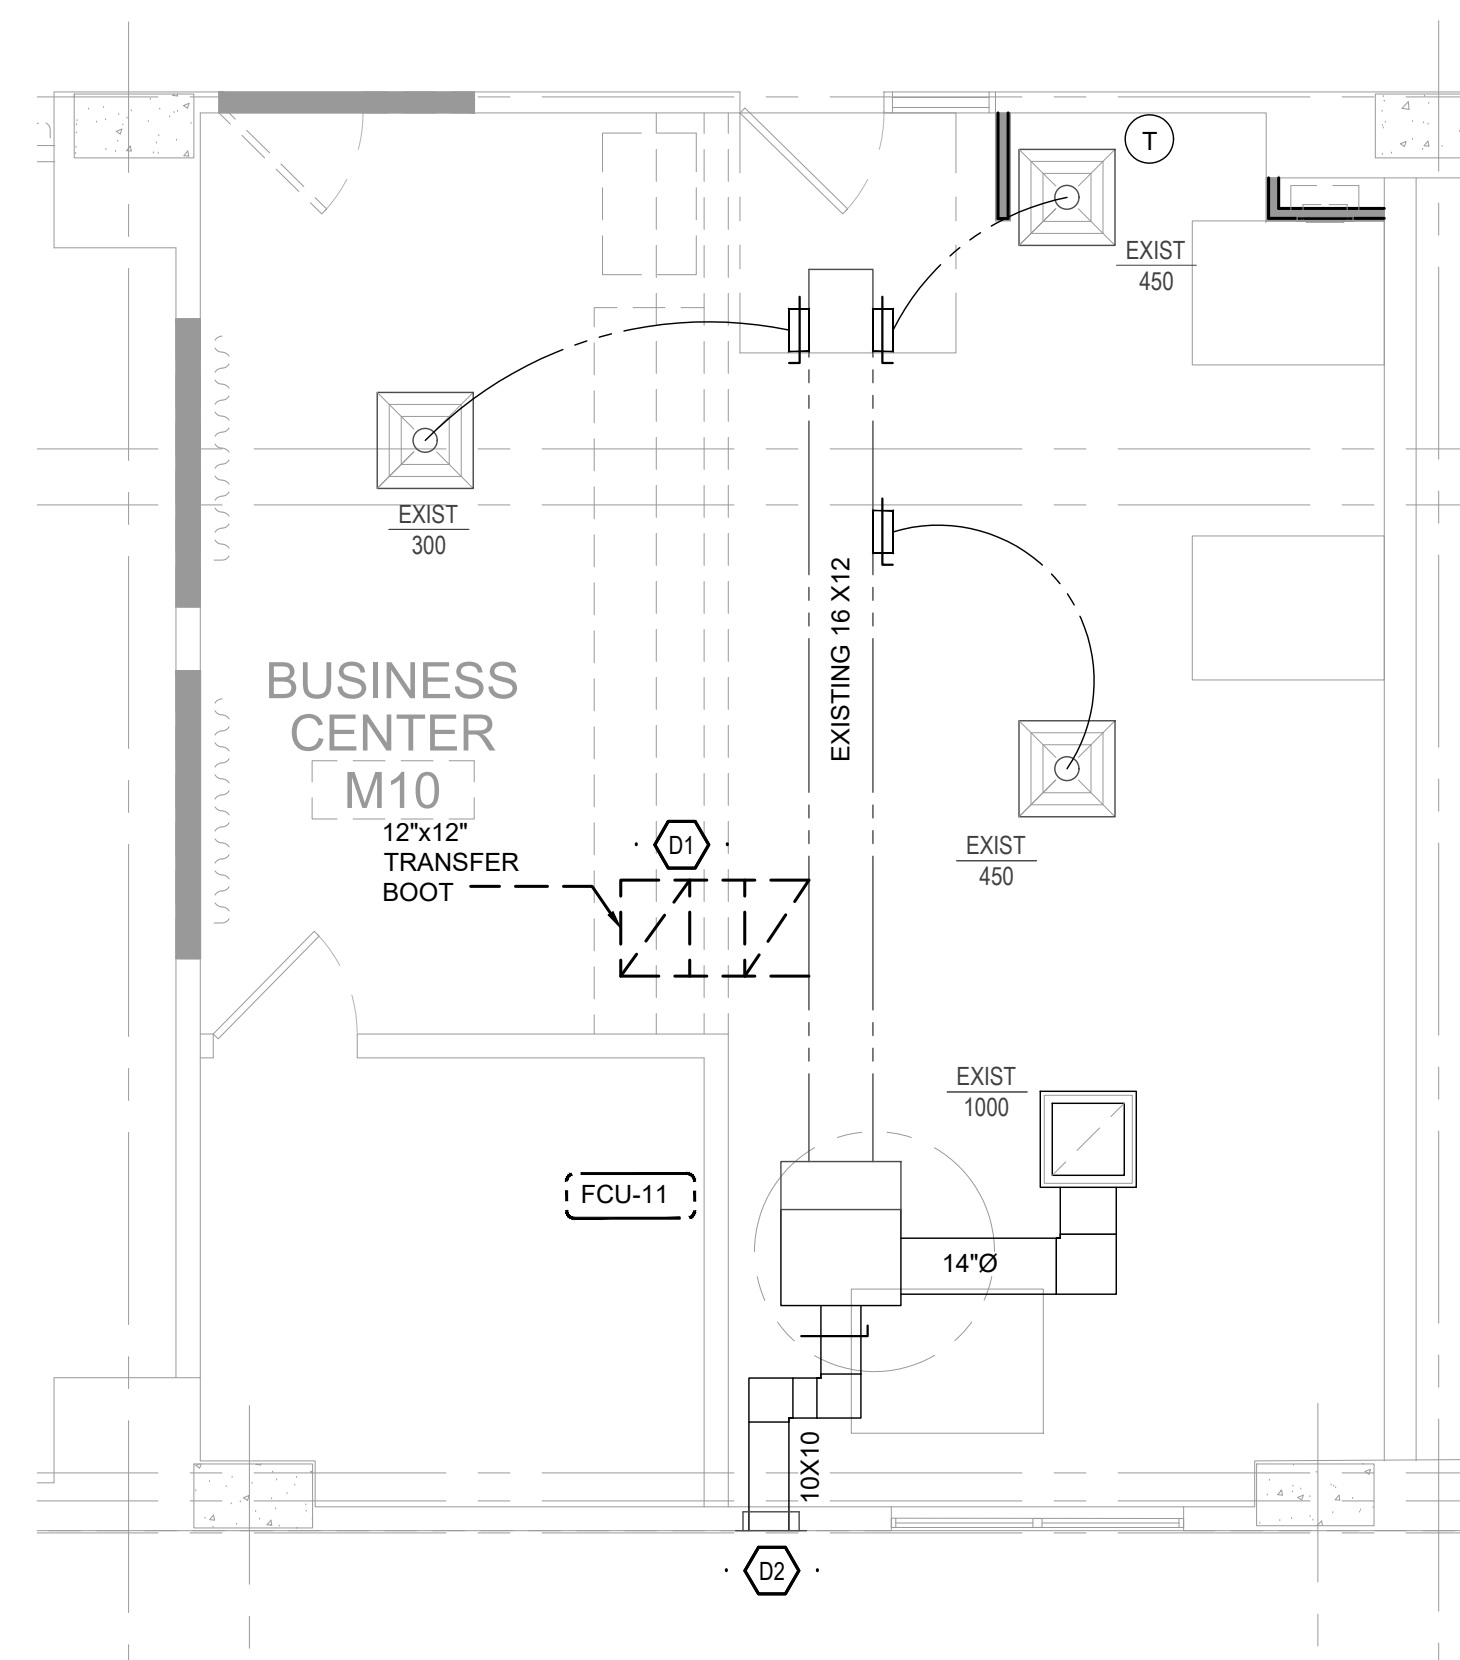 T
EXIST
450
EXIST
300
EXISTING 16 X12
BUSINESS
CENTER
M10
12"x12"
TRANSFER
BOOT
D1
EXIST
450
EXIST
1000
FCU-11
14"Ø
10X10
D2